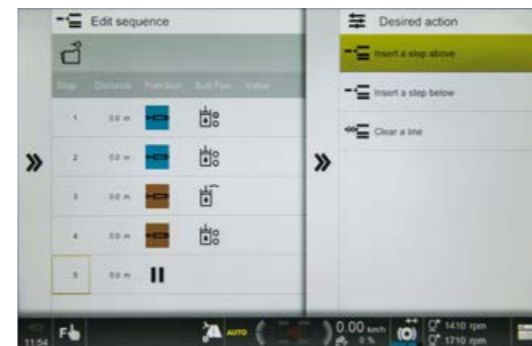 Edit sequence
Step Distance Function Sub Fun. Value
1 0.0 m
2 0.0 m
3 0.0 m
4 0.0 m
5 0.0 m
Desired action
Insert a step above
Insert a step below
Clear a line
11:54 F AUTO 0.00 km/h 1410 rpm
0 % 1710 rpm